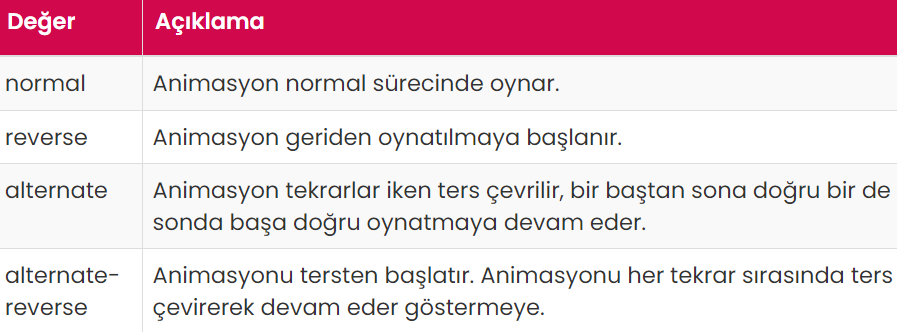 Değer Açıklama
normal Animasyon normal sürecinde oynar.
reverse Animasyon geriden oynatılmaya başlanır.
alternate Animasyon tekrarlar iken ters çevrilir, bir baştan sona doğru bir de
sonda başa doğru oynatmaya devam eder.
alternate- Animasyonu tersten başlatır. Animasyonu her tekrar sırasında ters
reverse çevirerek devam eder göstermeye.